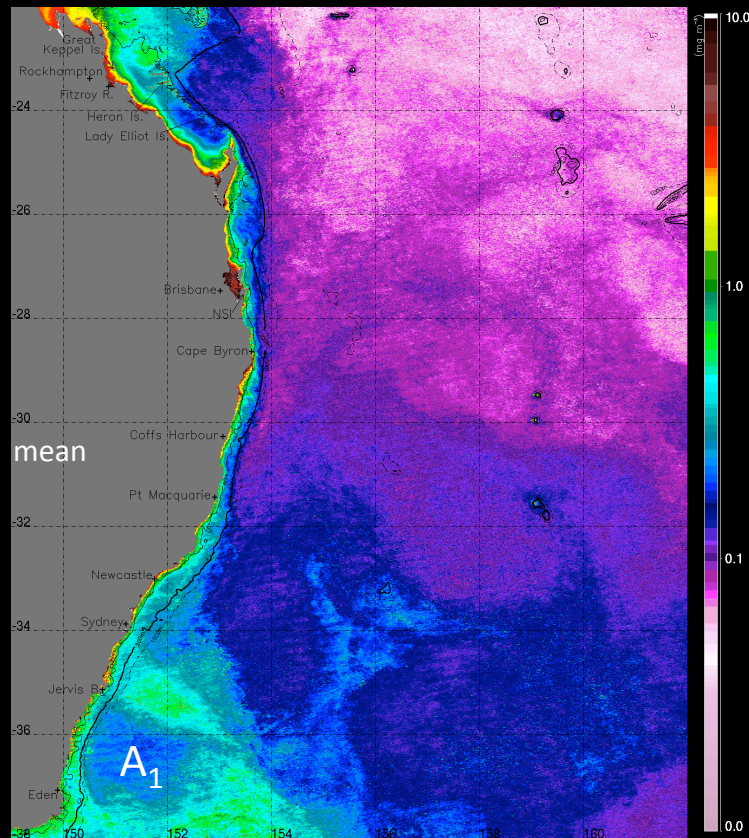 10.0
(mg m⁻³)
Great
Keppel Is.
Rockhampton
Fitzroy R.
-24
Heron Is.
Lady Elliot Is.
-26
Brisbane
1.0
NSI
-28
Cape Byron
-30
Coffs Harbour
mean
Pt Macquarie
-32
0.1
Newcastle
Sydney
-34
Jervis B.
-36
A₁
Eden
-38
150
152
154
156
158
160
0.0